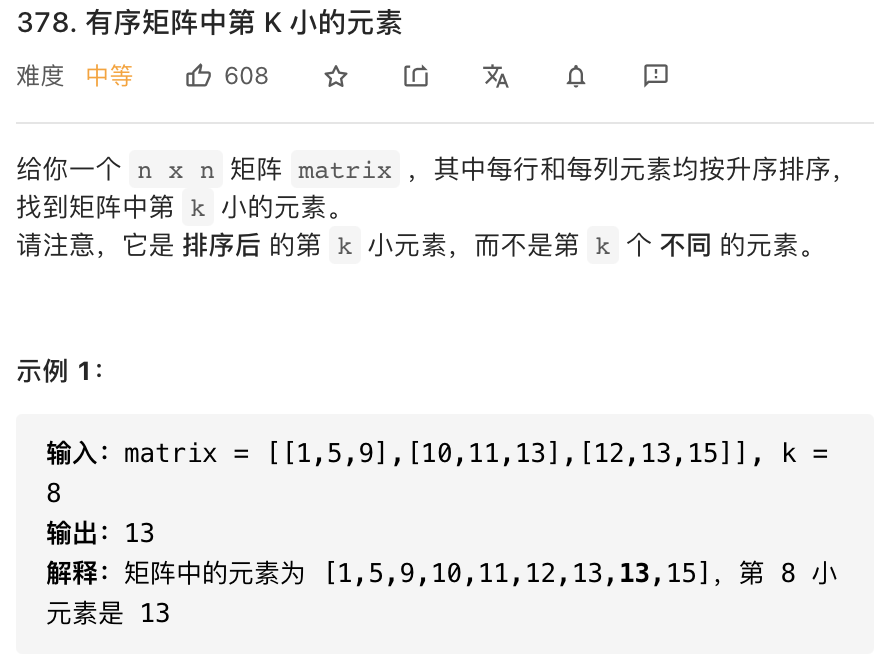 378. 有序矩阵中第 K 小的元素
难度 中等 608
给你一个 n x n 矩阵 matrix ，其中每行和每列元素均按升序排序，
找到矩阵中第 k 小的元素。
请注意，它是 排序后 的第 k 小元素，而不是第 k 个 不同 的元素。
示例 1：
输入：matrix = [[1,5,9],[10,11,13],[12,13,15]], k =
8
输出：13
解释：矩阵中的元素为 [1,5,9,10,11,12,13,13,15]，第 8 小
元素是 13